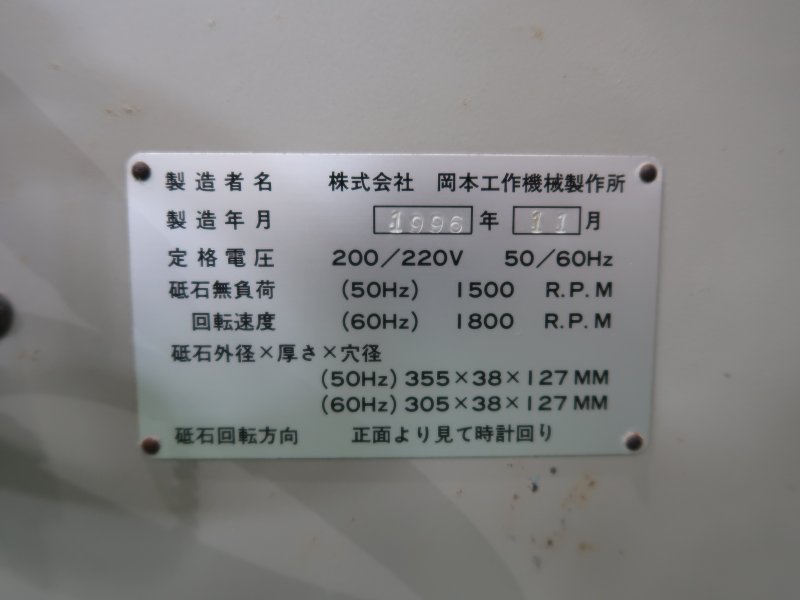 製造者名 株式会社 岡本工作機械製作所
製造年月 1996 年 11 月
定格電圧 200/220V 50/60Hz
砥石無負荷 (50Hz) 1500 R.P.M
回転速度 (60Hz) 1800 R.P.M
砥石外径×厚さ×穴径
(50Hz) 355×38×127MM
(60Hz) 305×38×127MM
砥石回転方向 正面より見て時計回り